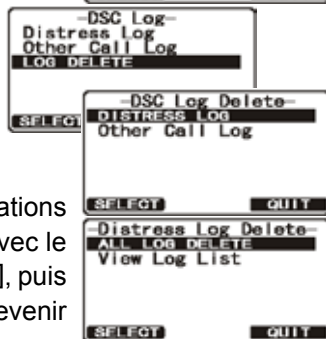 -DSC Log-
Distress Log
Other Call Log
LOG DELETE
SELECT
-DSC Log Delete-
DISTRESS LOG
Other Call Log
SELECT QUIT
-Distress Log Delete-
ALL LOG DELETE
View Log List
SELECT QUIT
ations
vec le
], puis
evenir